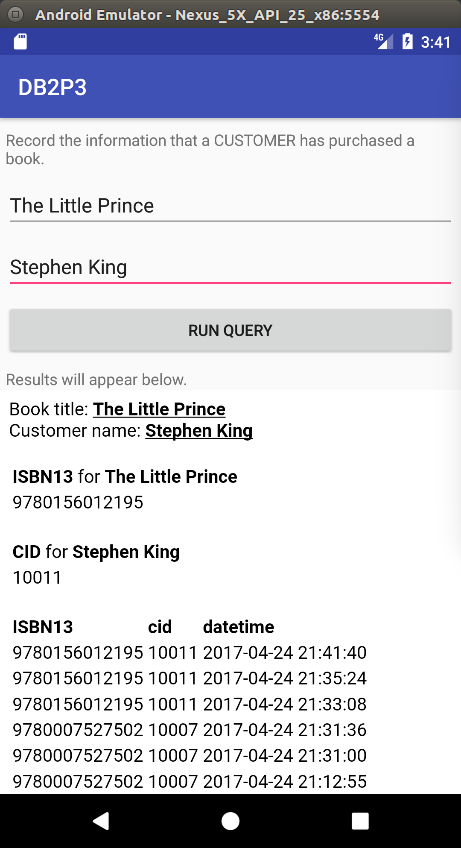 Android Emulator - Nexus_5X_API_25_x86:5554
4G 3:41
DB2P3
Record the information that a CUSTOMER has purchased a
book.
The Little Prince
Stephen King
RUN QUERY
Results will appear below.
Book title: The Little Prince
Customer name: Stephen King
ISBN13 for The Little Prince
9780156012195
CID for Stephen King
10011
ISBN13 cid datetime
9780156012195 10011 2017-04-24 21:41:40
9780156012195 10011 2017-04-24 21:35:24
9780156012195 10011 2017-04-24 21:33:08
9780007527502 10007 2017-04-24 21:31:36
9780007527502 10007 2017-04-24 21:31:00
9780007527502 10007 2017-04-24 21:12:55